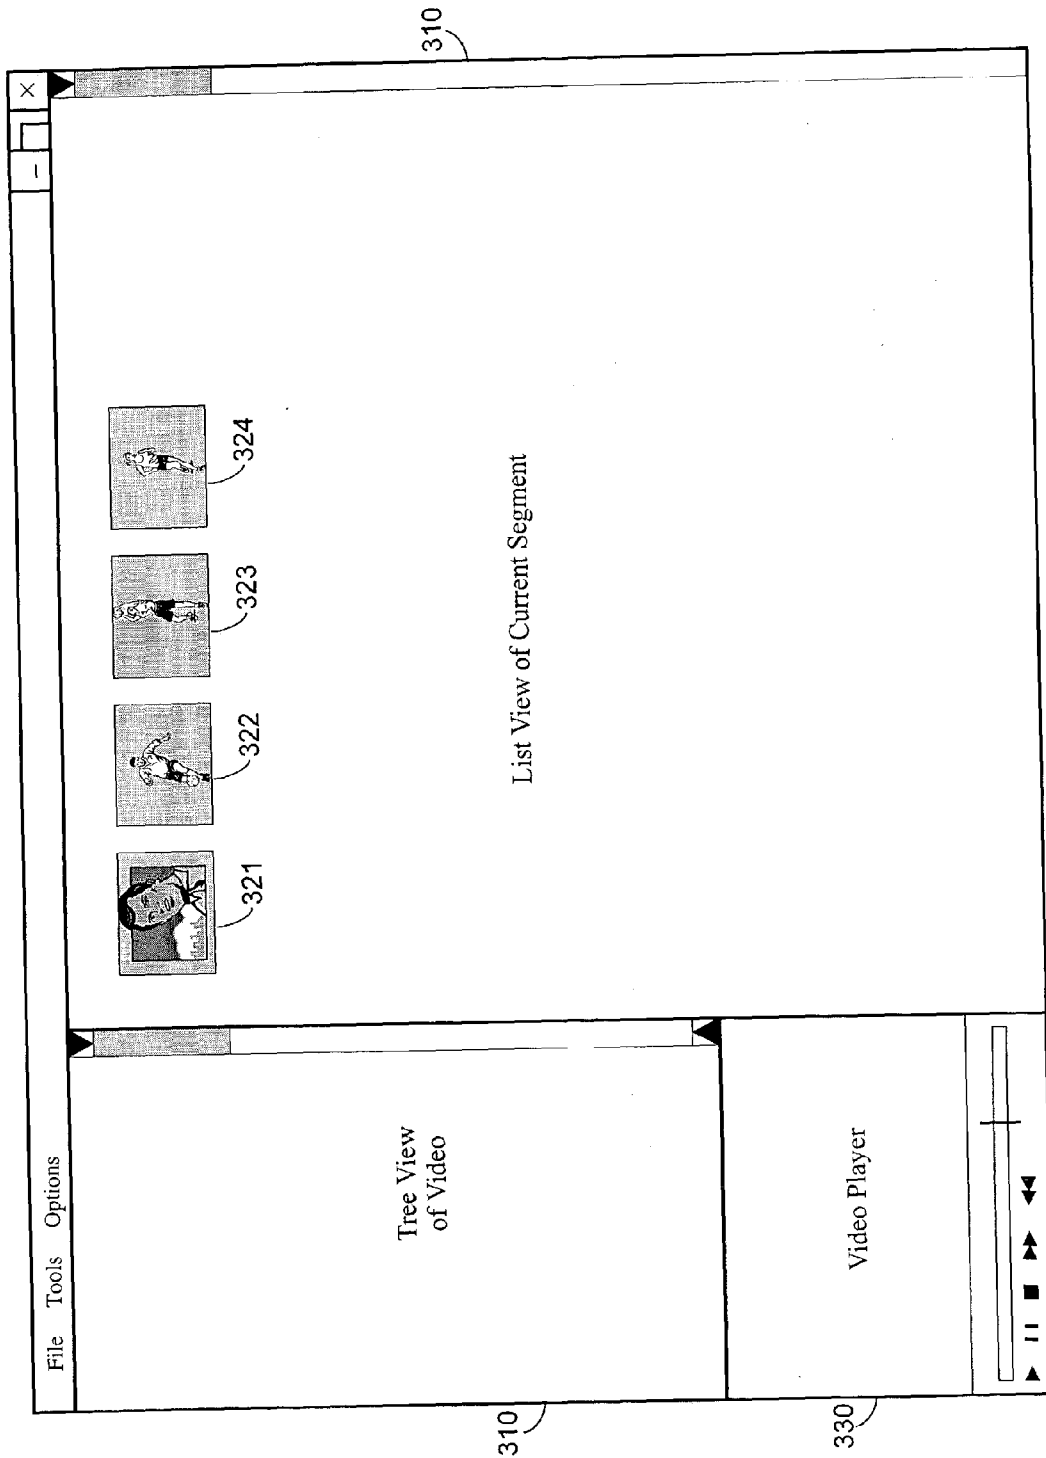 File Tools Options
321
322
323
324
310
List View of Current Segment
Tree View
of Video
310
Video Player
330